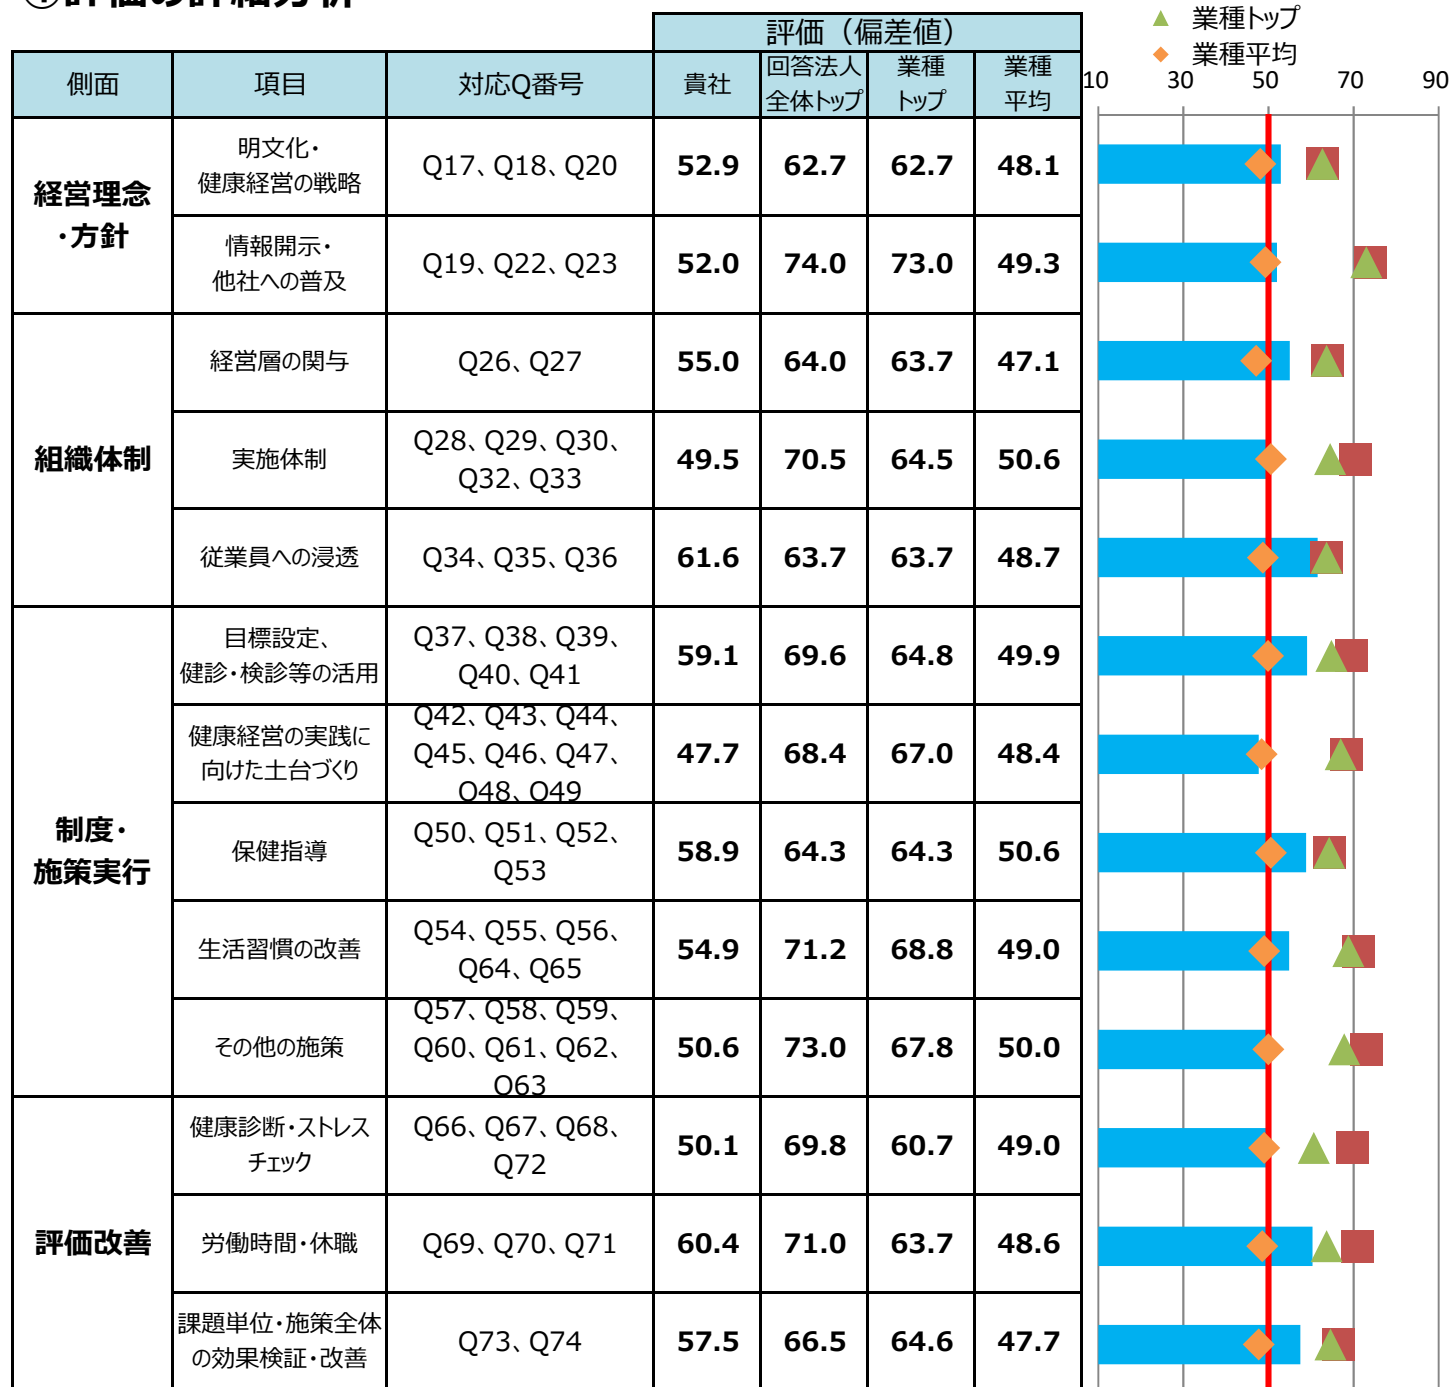 ①評価の詳細分析
▲ 業種トップ
◆ 業種平均
評価（偏差値）
側面 項目 対応Q番号 貴社 回答法人 業種 業種
全体トップ トップ 平均
10 30 50 70 90
経営理念
・方針
明文化・
健康経営の戦略
Q17、Q18、Q20 52.9 62.7 62.7 48.1
情報開示・
他社への普及
Q19、Q22、Q23 52.0 74.0 73.0 49.3
組織体制
経営層の関与 Q26、Q27 55.0 64.0 63.7 47.1
実施体制
Q28、Q29、Q30、
Q32、Q33
49.5 70.5 64.5 50.6
従業員への浸透 Q34、Q35、Q36 61.6 63.7 63.7 48.7
制度・
施策実行
目標設定、
健診・検診等の活用
Q37、Q38、Q39、
Q40、Q41
59.1 69.6 64.8 49.9
健康経営の実践に
向けた土台づくり
Q42、Q43、Q44、
Q45、Q46、Q47、
Q48、Q49
47.7 68.4 67.0 48.4
保健指導
Q50、Q51、Q52、
Q53
58.9 64.3 64.3 50.6
生活習慣の改善
Q54、Q55、Q56、
Q64、Q65
54.9 71.2 68.8 49.0
その他の施策
Q57、Q58、Q59、
Q60、Q61、Q62、
Q63
50.6 73.0 67.8 50.0
評価改善
健康診断・ストレス
チェック
Q66、Q67、Q68、
Q72
50.1 69.8 60.7 49.0
労働時間・休職 Q69、Q70、Q71 60.4 71.0 63.7 48.6
課題単位・施策全体
の効果検証・改善
Q73、Q74 57.5 66.5 64.6 47.7